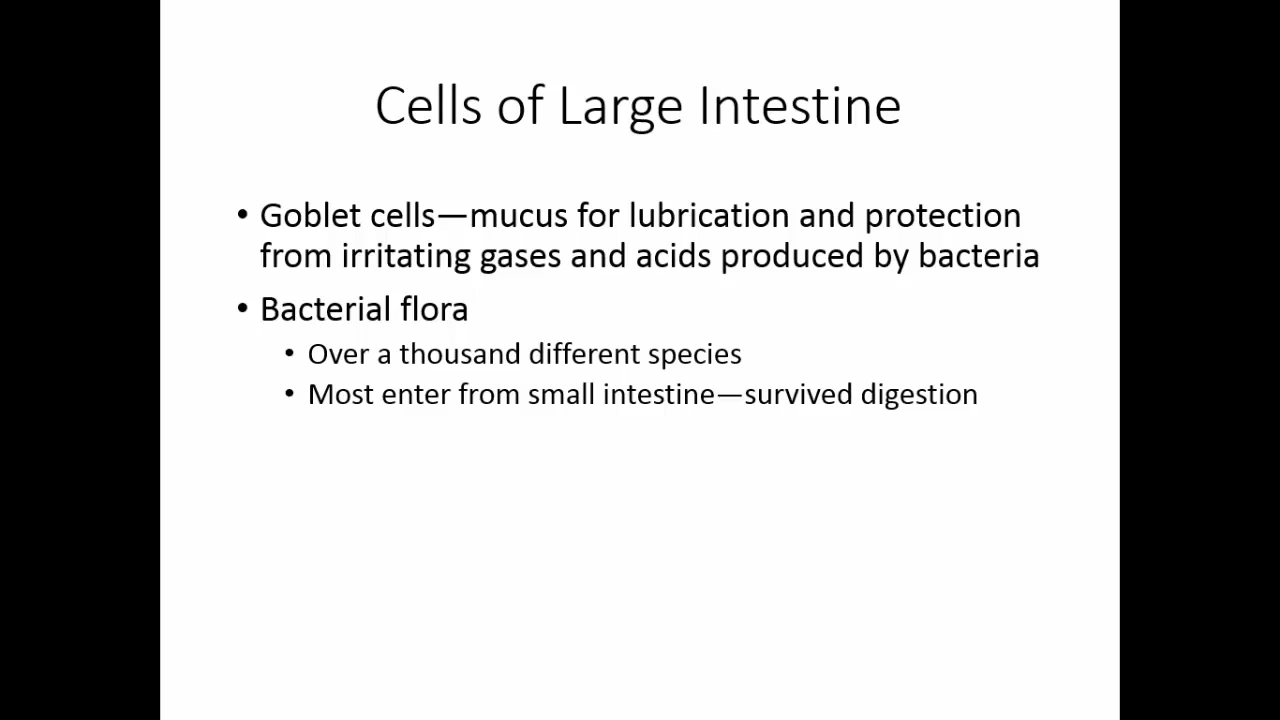 Cells of Large Intestine
• Goblet cells—mucus for lubrication and protection
from irritating gases and acids produced by bacteria
• Bacterial flora
• Over a thousand different species
• Most enter from small intestine—survived digestion